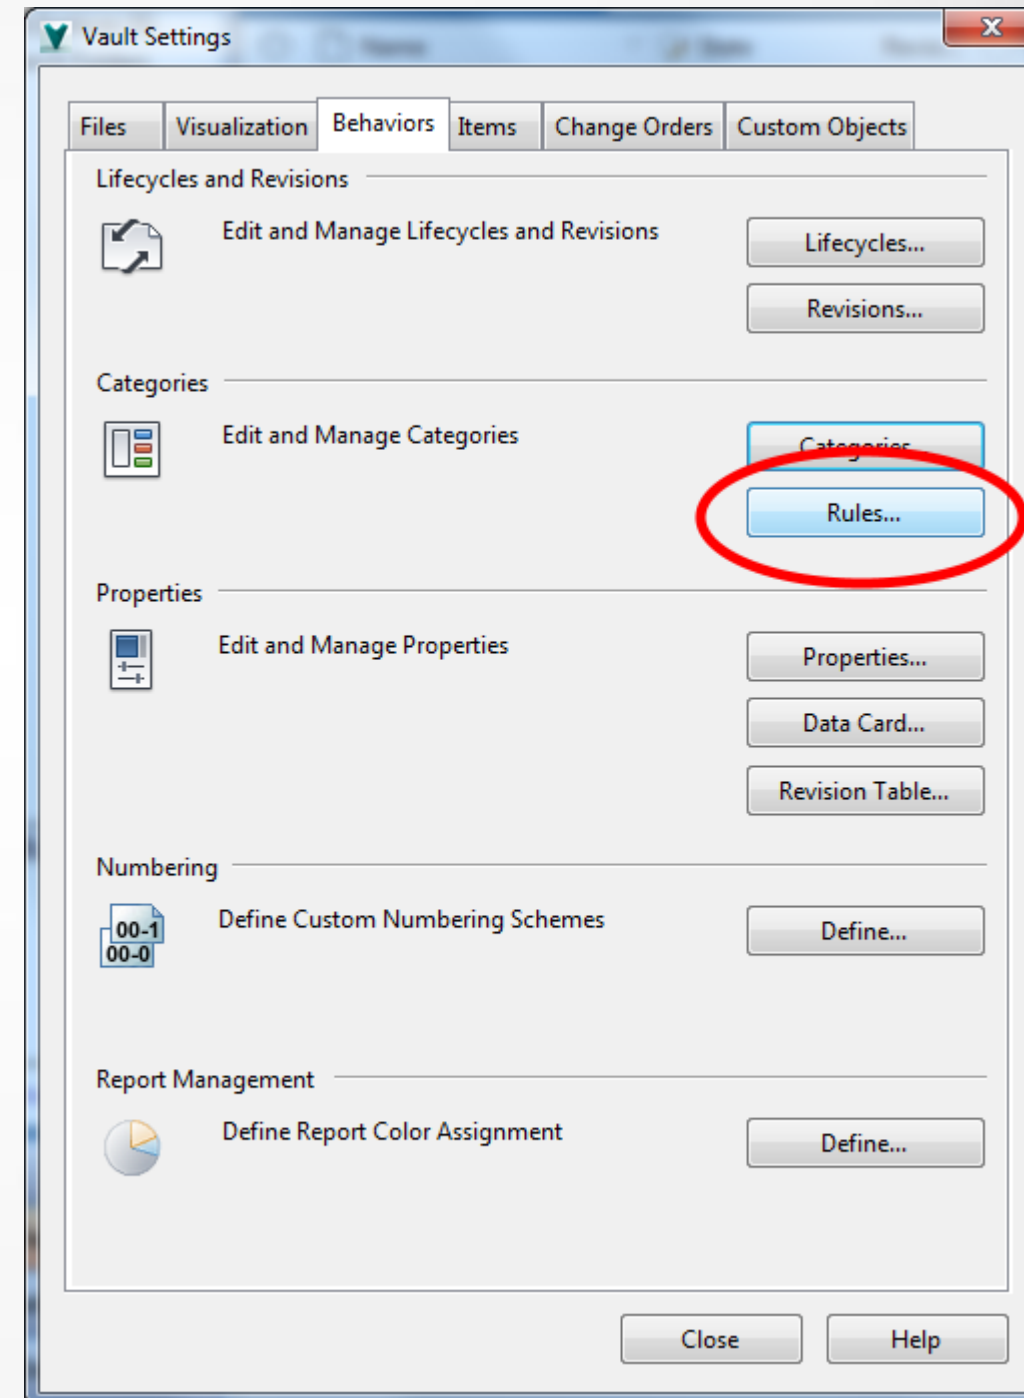 Vault Settings
Files Visualization Behaviors Items Change Orders Custom Objects
Lifecycles and Revisions
Edit and Manage Lifecycles and Revisions
Lifecycles...
Revisions...
Categories
Edit and Manage Categories
Categories...
Rules...
Properties
Edit and Manage Properties
Properties...
Data Card...
Revision Table...
Numbering
00-1
00-0
Define Custom Numbering Schemes
Define...
Report Management
Define Report Color Assignment
Define...
Close Help